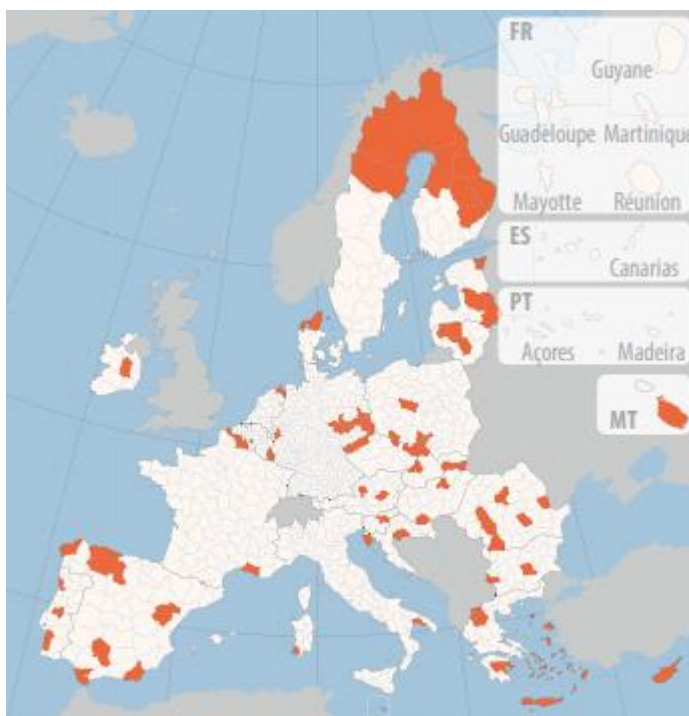 FR
Guyane
Guadeloupe Martinique
Mayotte Réunion
ES
Canarias
PT
Açores Madeira
MT